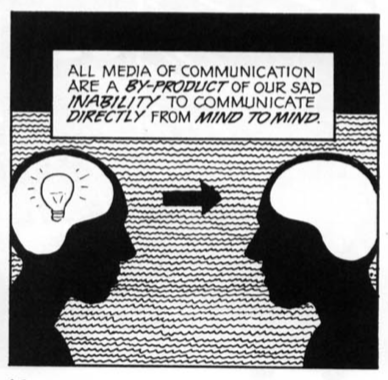 ALL MEDIA OF COMMUNICATION
ARE A BY-PRODUCT OF OUR SAD
INABILITY TO COMMUNICATE
DIRECTLY FROM MIND TO MIND.